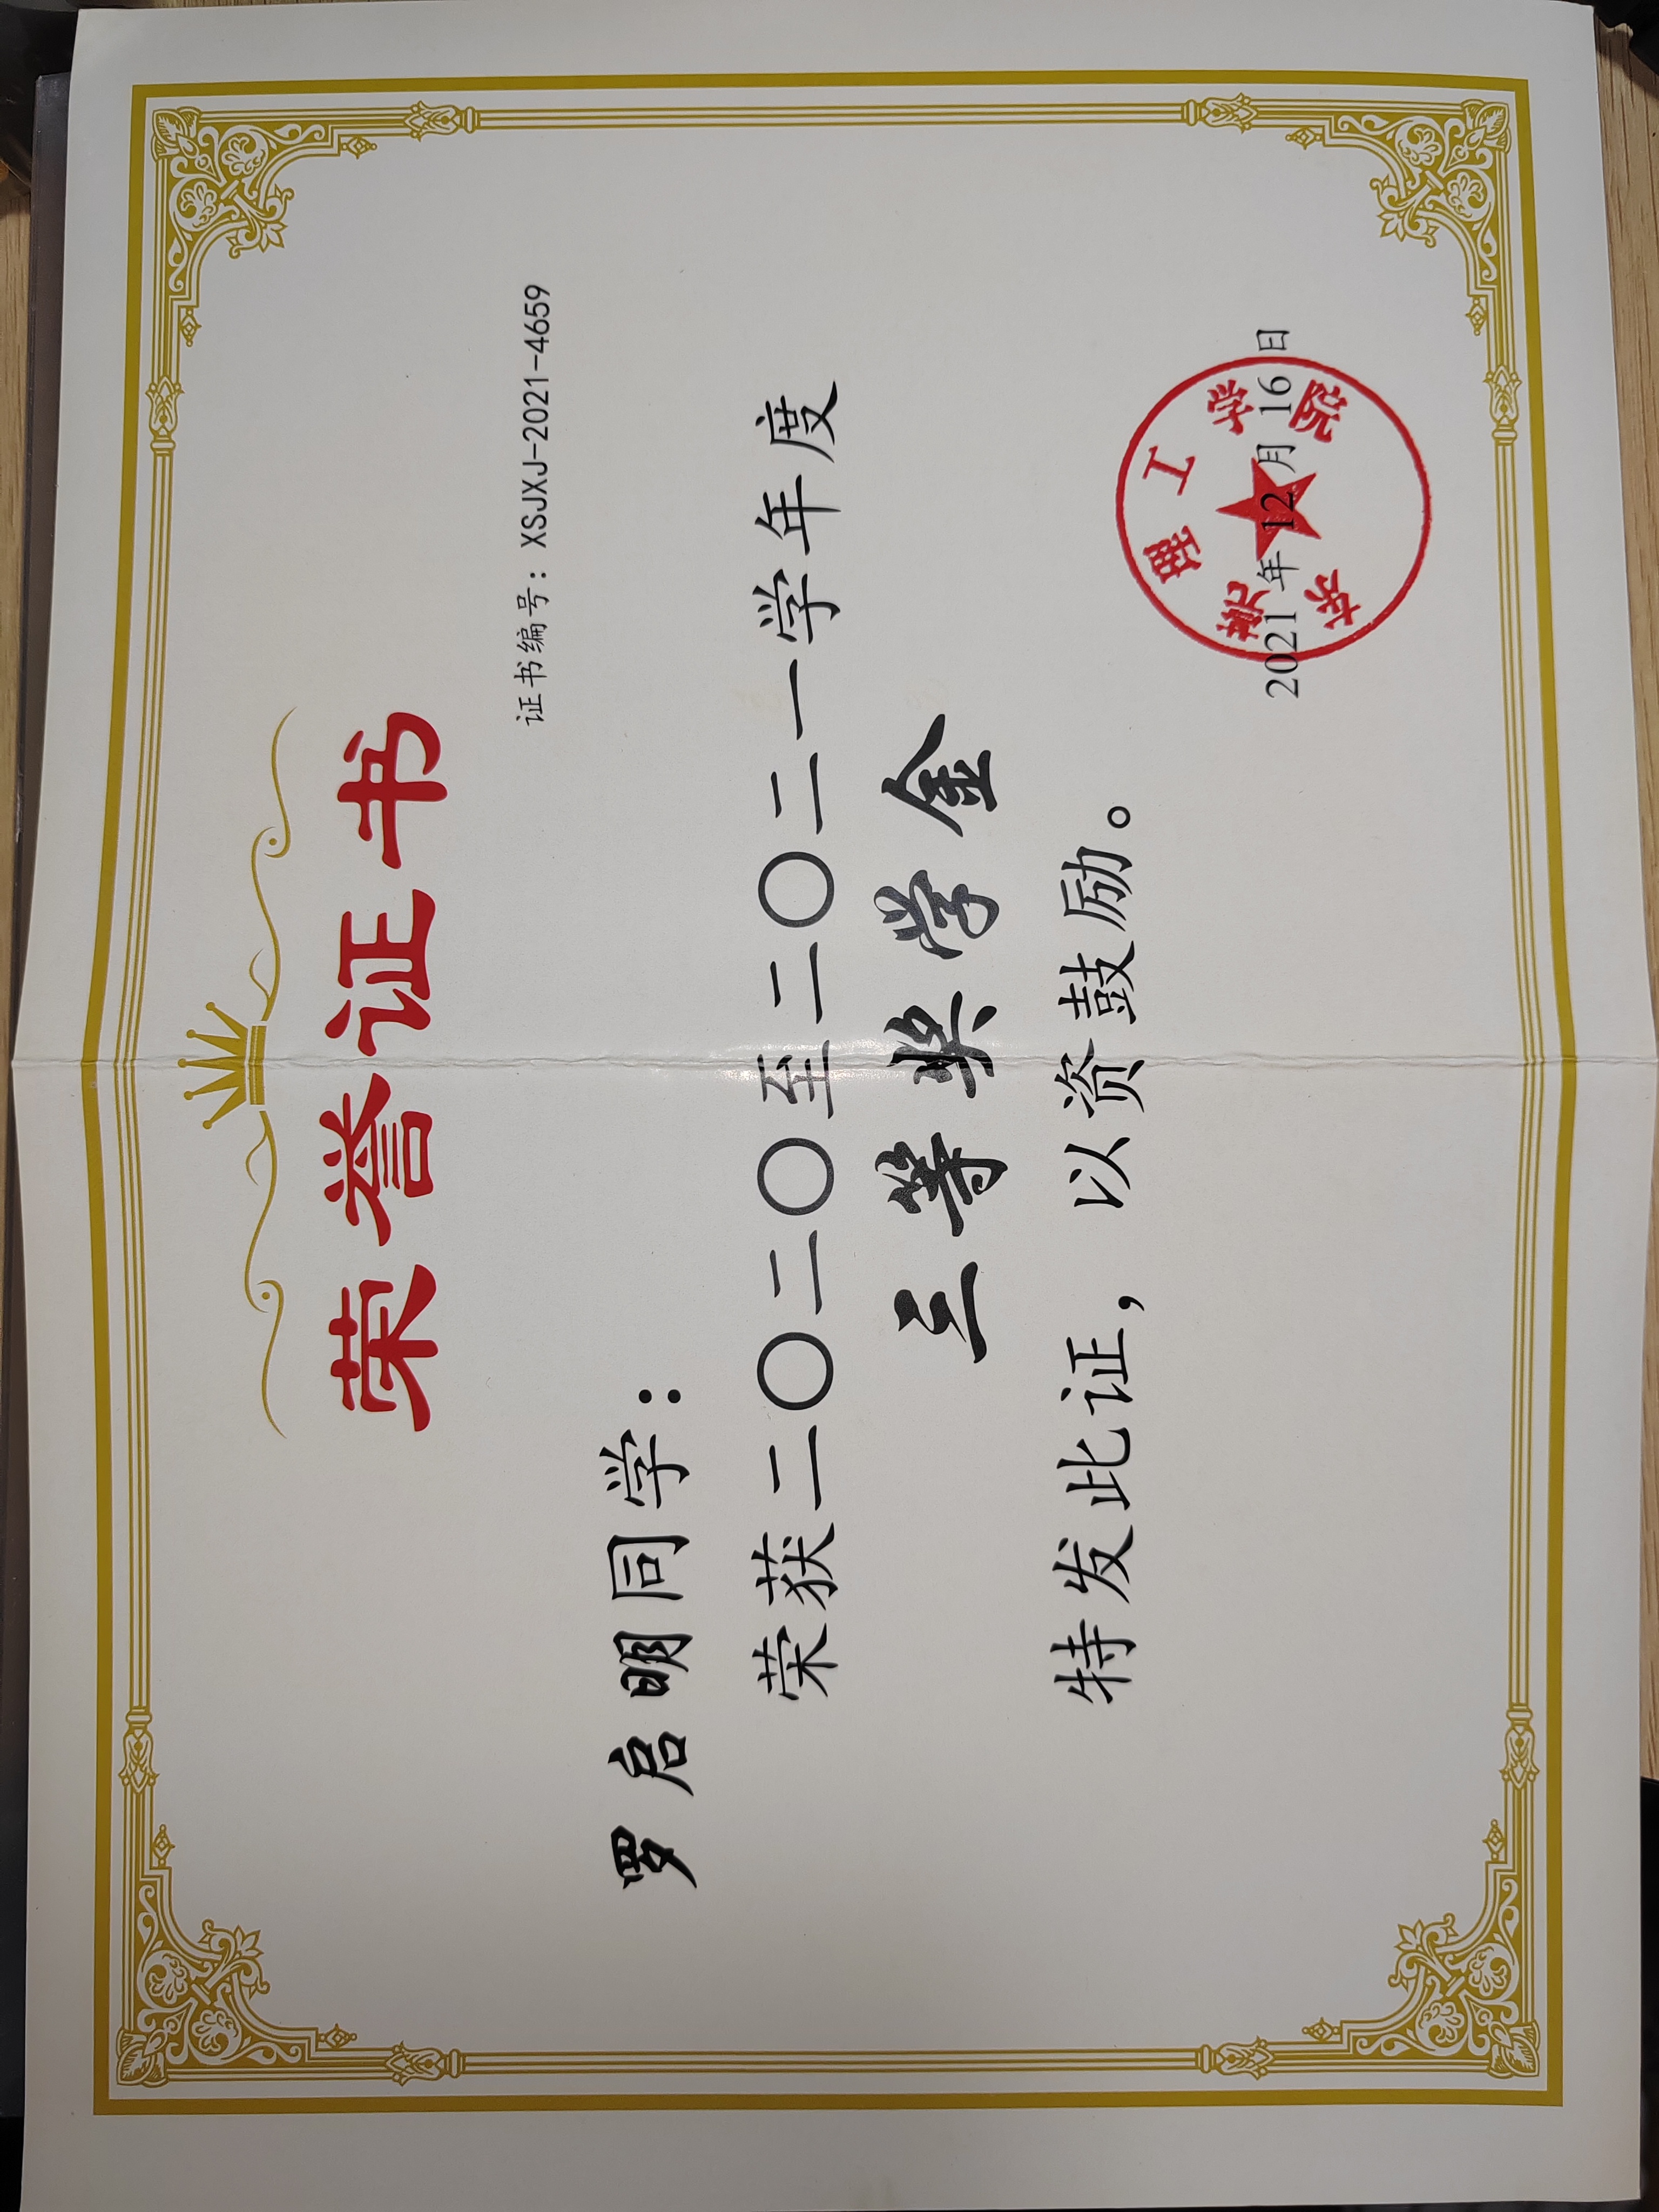 荣誉证书
证书编号：XSJXJ-2021-4659
罗启明同学：
荣获二〇二〇至二〇二一学年度
三等奖学金
特发此证，以资鼓励。
东莞理工学院
2021 年 12 月 16 日